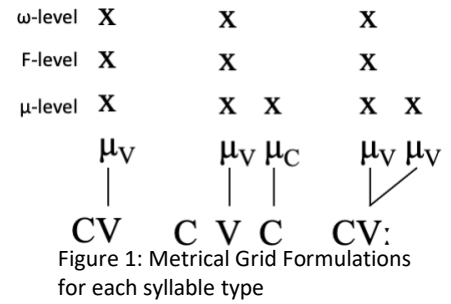 ω-level x x x
F-level x x x
μ-level x x x x x
μV μV μC μV μV
CV C V C CV:
Figure 1: Metrical Grid Formulations
for each syllable type